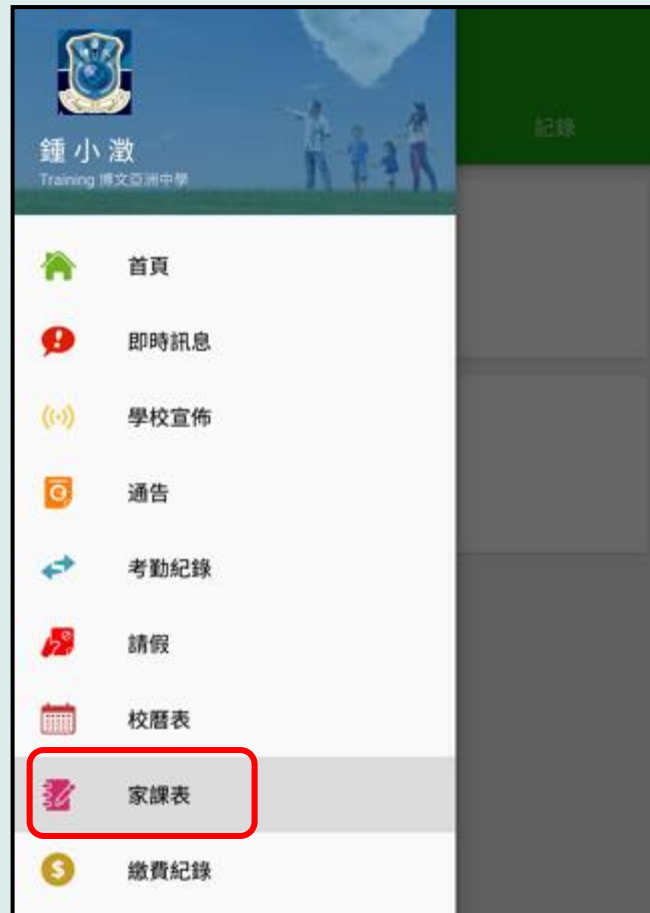 鍾小澂
Training 博文亞洲中學
記錄
首頁
即時訊息
學校宣佈
通告
考勤紀錄
請假
校曆表
家課表
繳費紀錄